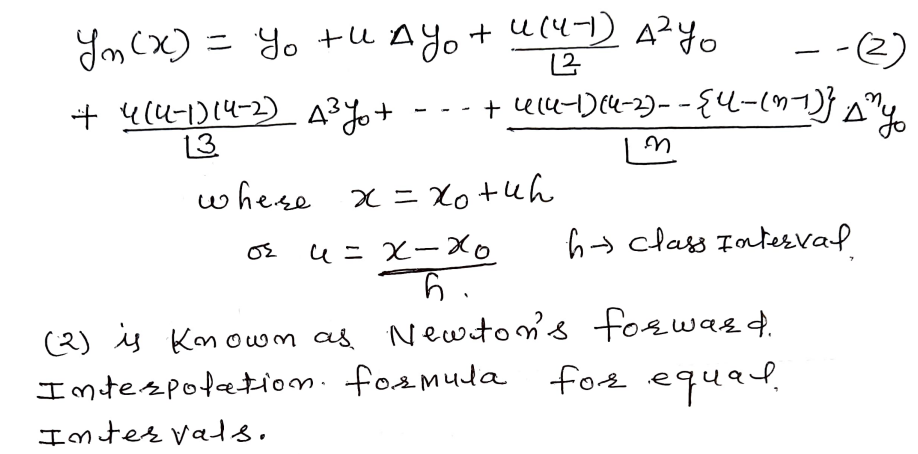 yn(x) = y0 + u Δy0 + u(u-1)/⌊2 Δ²y0 --(2)
+ u(u-1)(u-2)/⌊3 Δ³y0 + --- + u(u-1)(u-2)--{u-(n-1)}/⌊n Δⁿy0
where x = x0 + uh
or u = x-x0/h. h → class Interval.
(2) is Known as Newton's forward.
Interpolation. formula for equal.
Intervals.